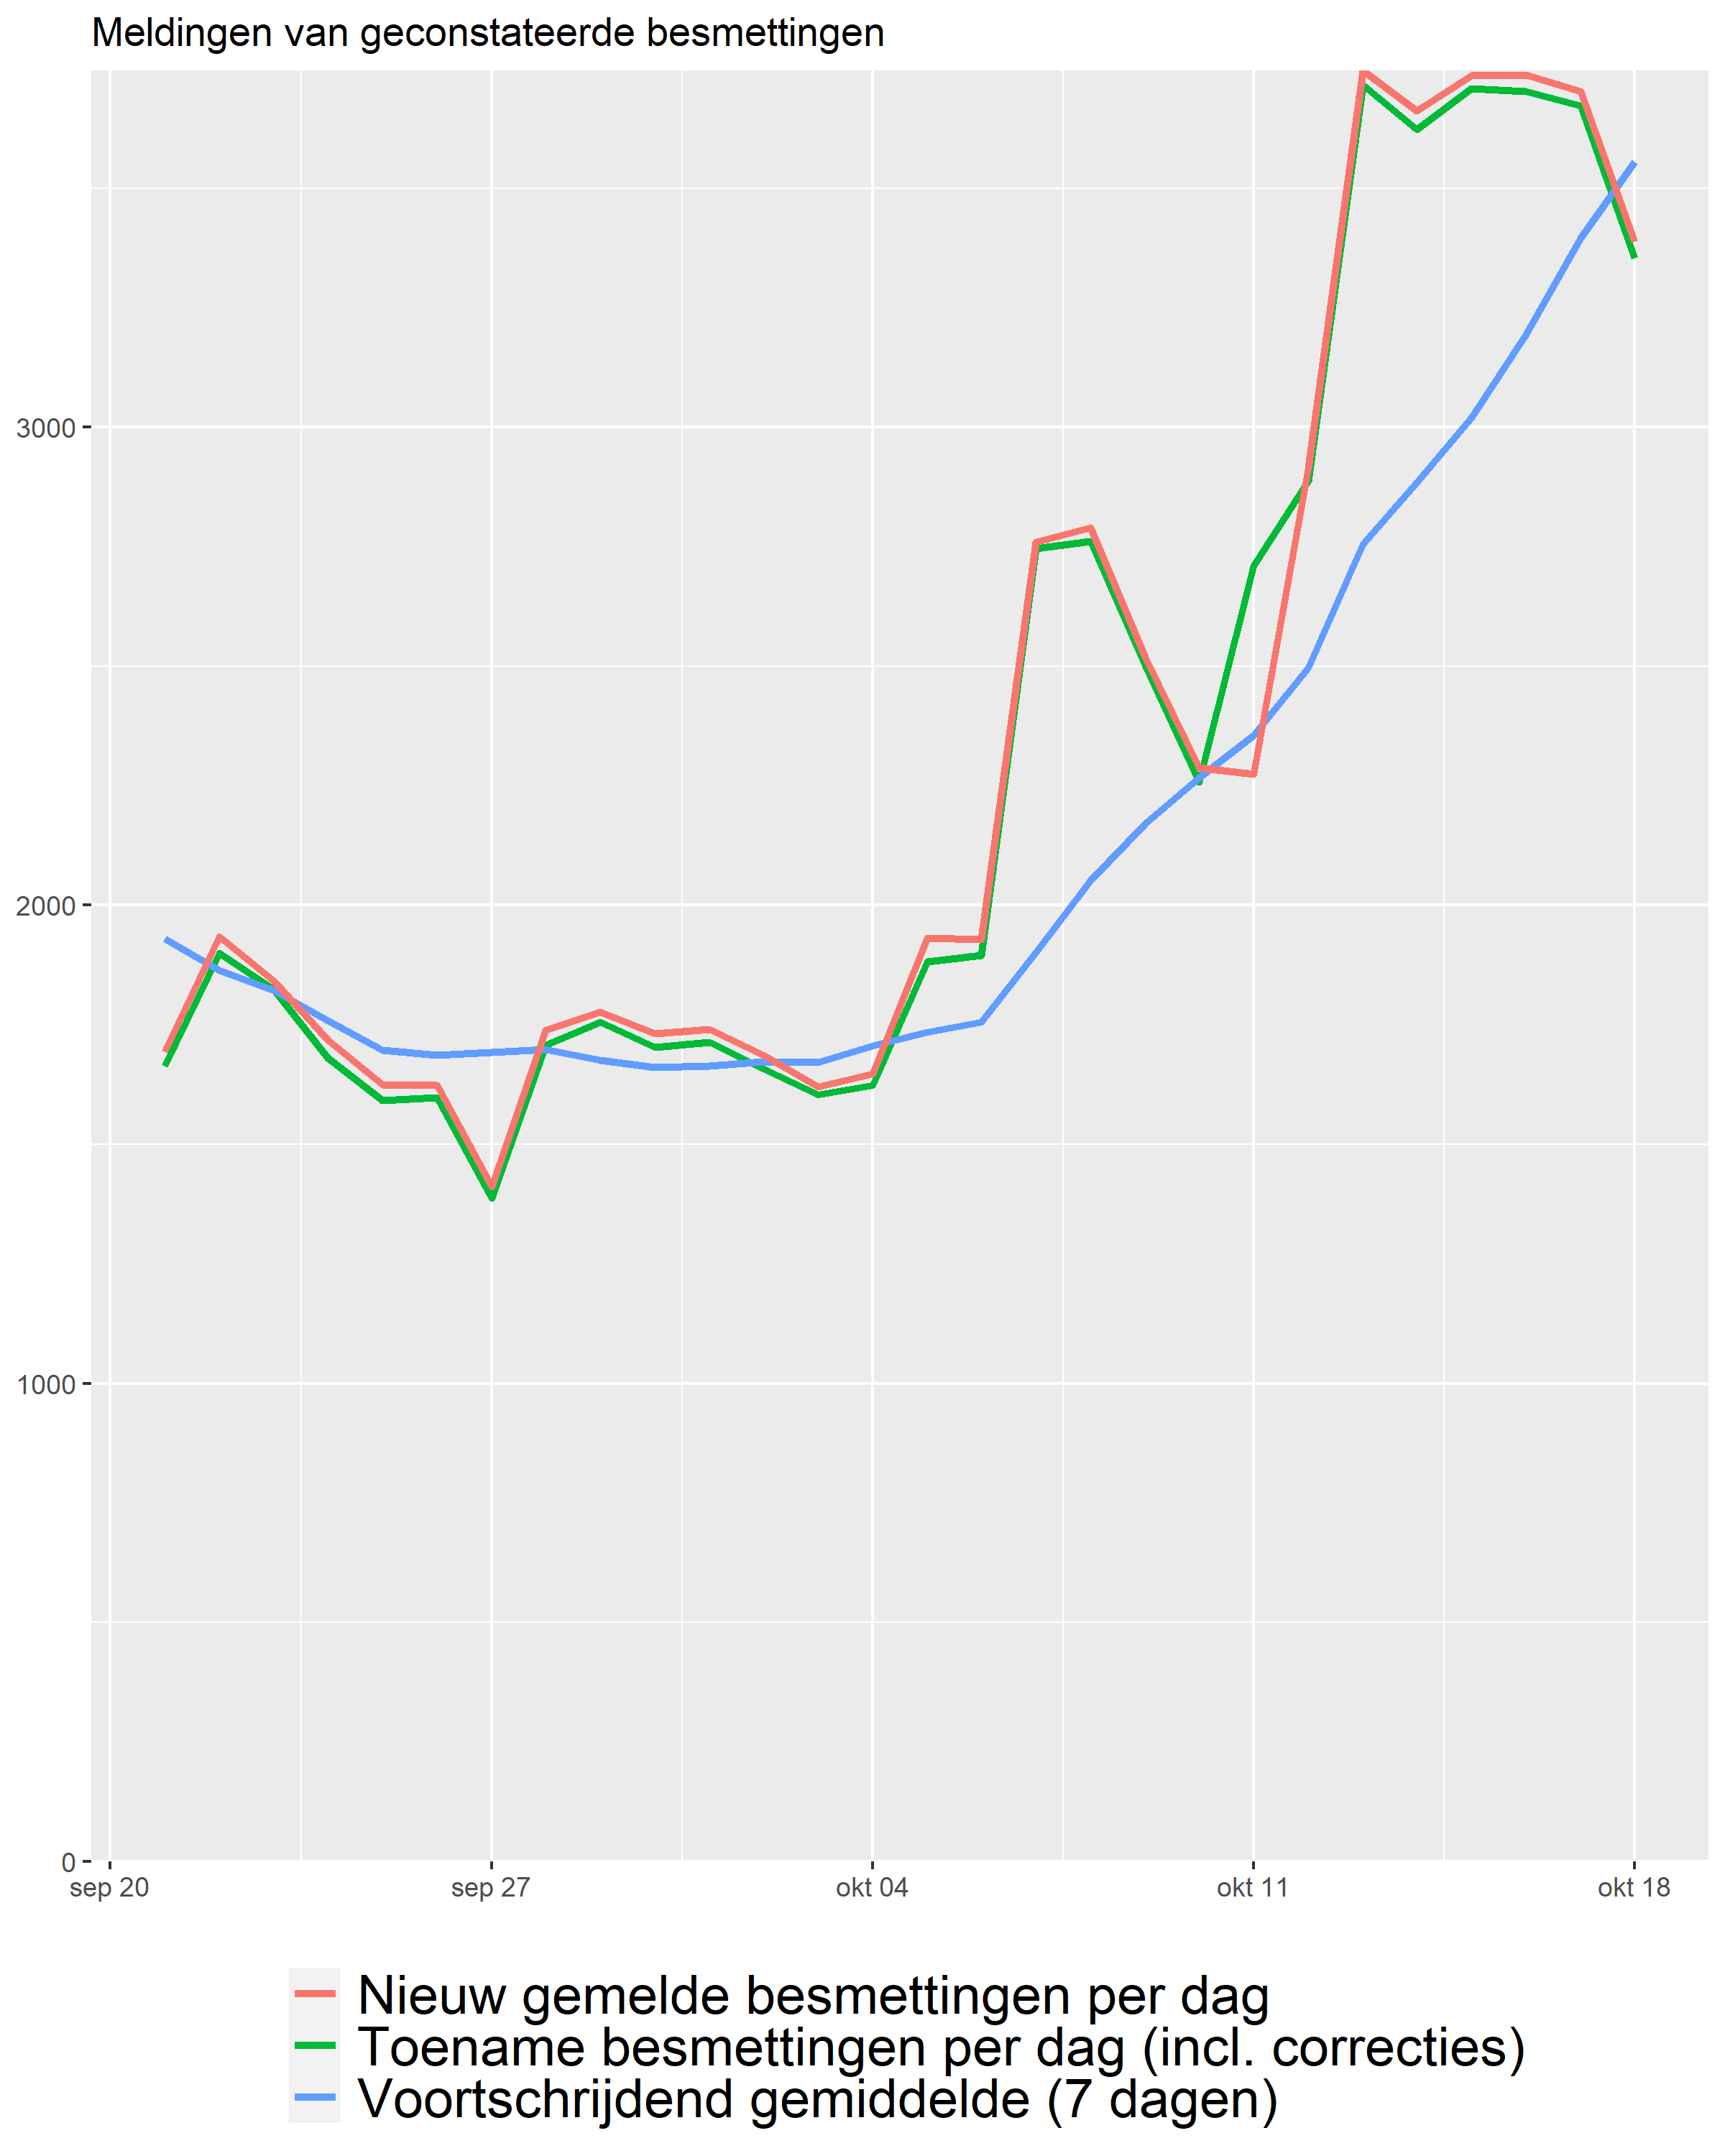 Meldingen van geconstateerde besmettingen
3000
2000
1000
0
sep 20 sep 27 okt 04 okt 11 okt 18
Nieuw gemelde besmettingen per dag
Toename besmettingen per dag (incl. correcties)
Voortschrijdend gemiddelde (7 dagen)